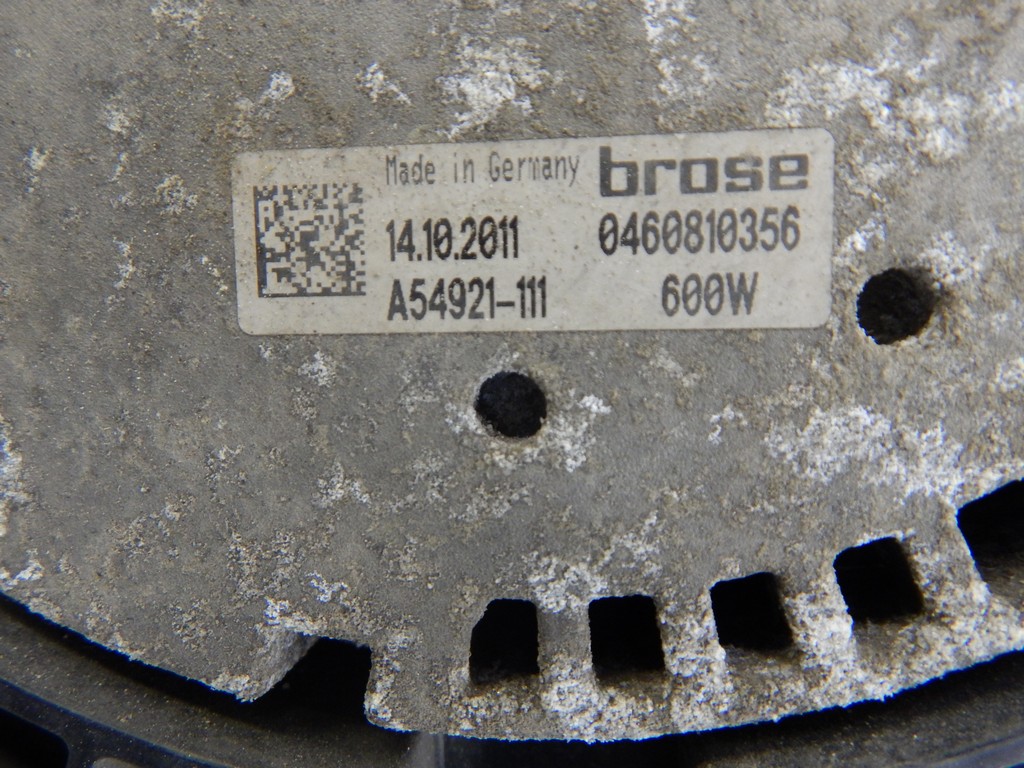 Made in Germany brose
14.10.2011 0460810356
A54921-111 600W